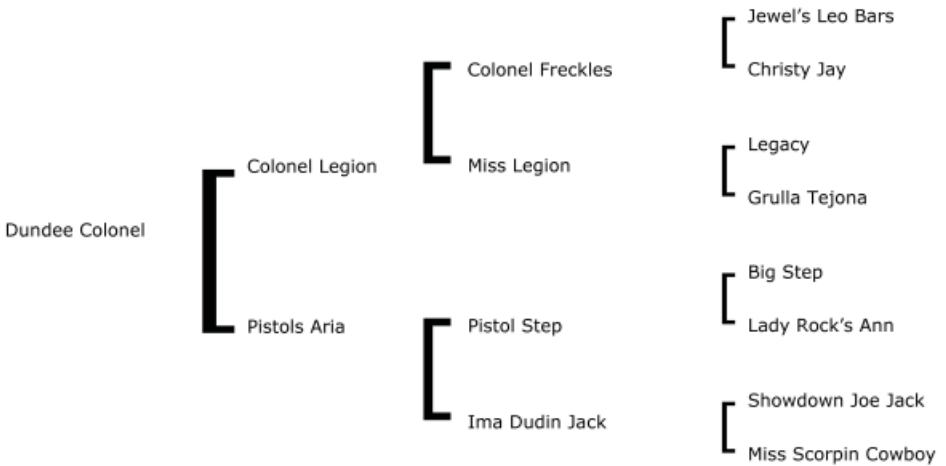 Jewel's Leo Bars
Colonel Freckles
Christy Jay
Colonel Legion
Miss Legion
Legacy
Grulla Tejona
Dundee Colonel
Big Step
Pistols Aria
Pistol Step
Lady Rock's Ann
Showdown Joe Jack
Ima Dudin Jack
Miss Scorpin Cowboy